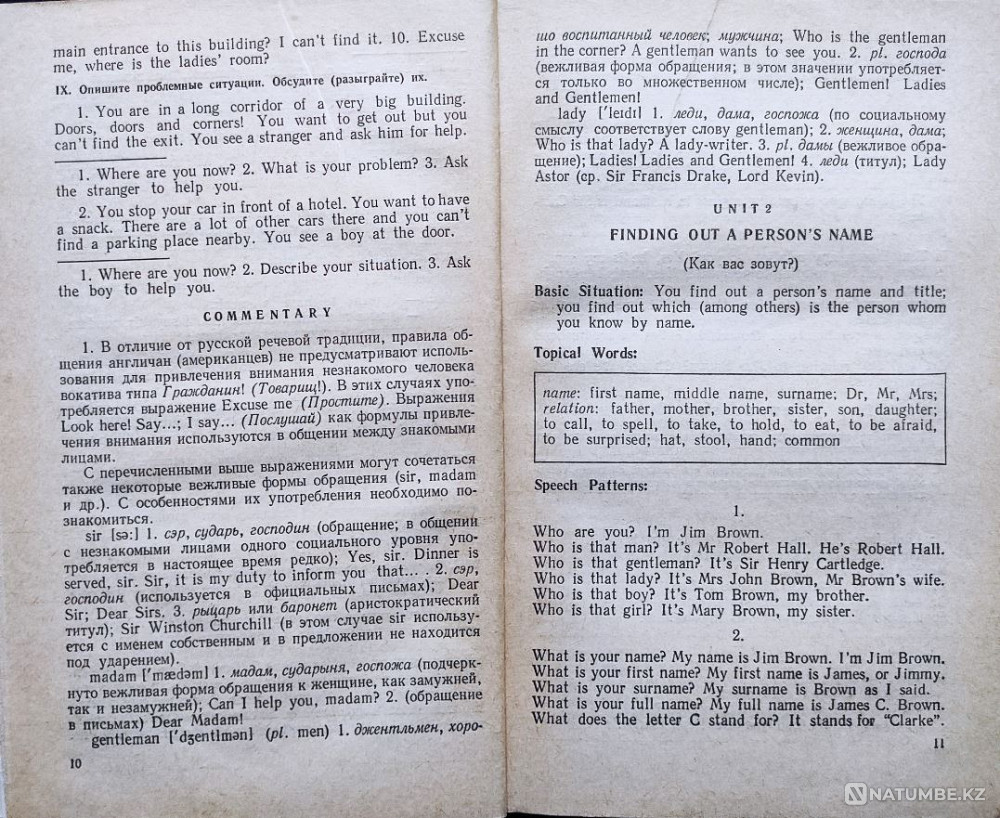 main entrance to this building? I can't find it. 10. Excuse
me, where is the ladies' room?
IX. Опишите проблемные ситуации. Обсудите (разыграйте) их.
1. You are in a long corridor of a very big building.
Doors, doors and corners! You want to get out but you
can't find the exit. You see a stranger and ask him for help.
1. Where are you now? 2. What is your problem? 3. Ask
the stranger to help you.
2. You stop your car in front of a hotel. You want to have
a snack. There are a lot of other cars there and you can't
find a parking place nearby. You see a boy at the door.
1. Where are you now? 2. Describe your situation. 3. Ask
the boy to help you.
COMMENTARY
1. В отличие от русской речевой традиции, правила об-
щения англичан (американцев) не предусматривают исполь-
зования для привлечения внимания незнакомого человека
вокатива типа Гражданин! (Товарищ!). В этих случаях упо-
требляется выражение Excuse me (Простите). Выражения
Look here! Say...; I say... (Послушай) как формулы привле-
чения внимания используются в общении между знакомыми
лицами.
С перечисленными выше выражениями могут сочетаться
также некоторые вежливые формы обращения (sir, madam
и др.). С особенностями их употребления необходимо по-
знакомиться.
sir [sə:] 1. сэр, сударь, господин (обращение; в общении
с незнакомыми лицами одного социального уровня упо-
требляется в настоящее время редко); Yes, sir. Dinner is
served, sir. Sir, it is my duty to inform you that... . 2. сэр,
господин (используется в официальных письмах); Dear
Sir; Dear Sirs. 3. рыцарь или баронет (аристократический
титул); Sir Winston Churchill (в этом случае sir использу-
ется с именем собственным и в предложении не находится
под ударением).
madam ['mædəm] 1. мадам, сударыня, госпожа (подчерк-
нуто вежливая форма обращения к женщине, как замужней,
так и незамужней); Can I help you, madam? 2. (обращение
в письмах) Dear Madam!
gentleman ['dʒentlmən] (pl. men) 1. джентльмен, хоро-
10
шо воспитанный человек; мужчина; Who is the gentleman
in the corner? A gentleman wants to see you. 2. pl. господа
(вежливая форма обращения; в этом значении употребляет-
ся только во множественном числе); Gentlemen! Ladies
and Gentlemen!
lady ['leɪdɪ] 1. леди, дама, госпожа (по социальному
смыслу соответствует слову gentleman); 2. женщина, дама;
Who is that lady? A lady-writer. 3. pl. дамы (вежливое обра-
щение); Ladies! Ladies and Gentlemen! 4. леди (титул); Lady
Astor (ср. Sir Francis Drake, Lord Kevin).
UNIT 2
FINDING OUT A PERSON'S NAME
(Как вас зовут?)
Basic Situation: You find out a person's name and title;
you find out which (among others) is the person whom
you know by name.
Topical Words:
name: first name, middle name, surname; Dr, Mr, Mrs;
relation: father, mother, brother, sister, son, daughter;
to call, to spell, to take, to hold, to eat, to be afraid,
to be surprised; hat, stool, hand; common
Speech Patterns:
1.
Who are you? I'm Jim Brown.
Who is that man? It's Mr Robert Hall. He's Robert Hall.
Who is that gentleman? It's Sir Henry Cartledge.
Who is that lady? It's Mrs John Brown, Mr Brown's wife.
Who is that boy? It's Tom Brown, my brother.
Who is that girl? It's Mary Brown, my sister.
2.
What is your name? My name is Jim Brown. I'm Jim Brown.
What is your first name? My first name is James, or Jimmy.
What is your surname? My surname is Brown as I said.
What is your full name? My full name is James C. Brown.
What does the letter C stand for? It stands for "Clarke".
11
NATUMBE.KZ